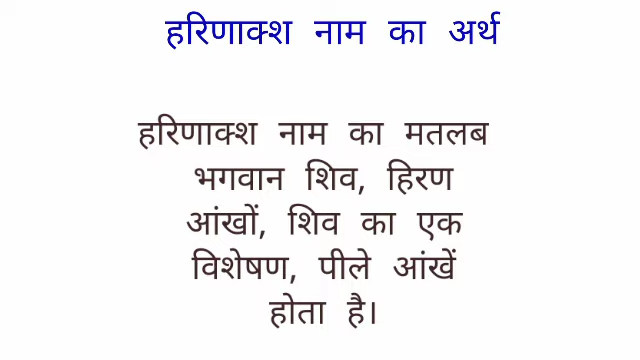 हरिणाक्श नाम का अर्थ
हरिणाक्श नाम का मतलब
भगवान शिव, हिरण
आंखों, शिव का एक
विशेषण, पीले आंखें
होता है।